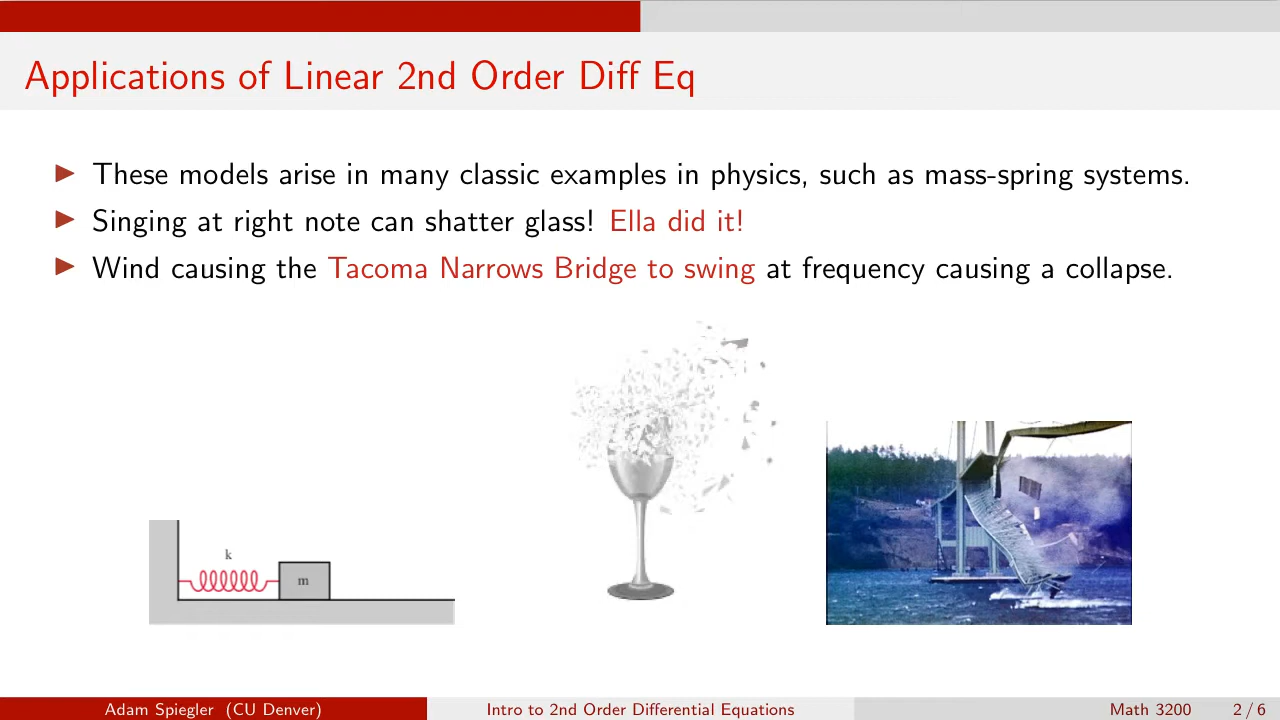 Applications of Linear 2nd Order Diff Eq
These models arise in many classic examples in physics, such as mass-spring systems.
Singing at right note can shatter glass! Ella did it!
Wind causing the Tacoma Narrows Bridge to swing at frequency causing a collapse.
k
m
Adam Spiegler (CU Denver)
Intro to 2nd Order Differential Equations
Math 3200
2 / 6